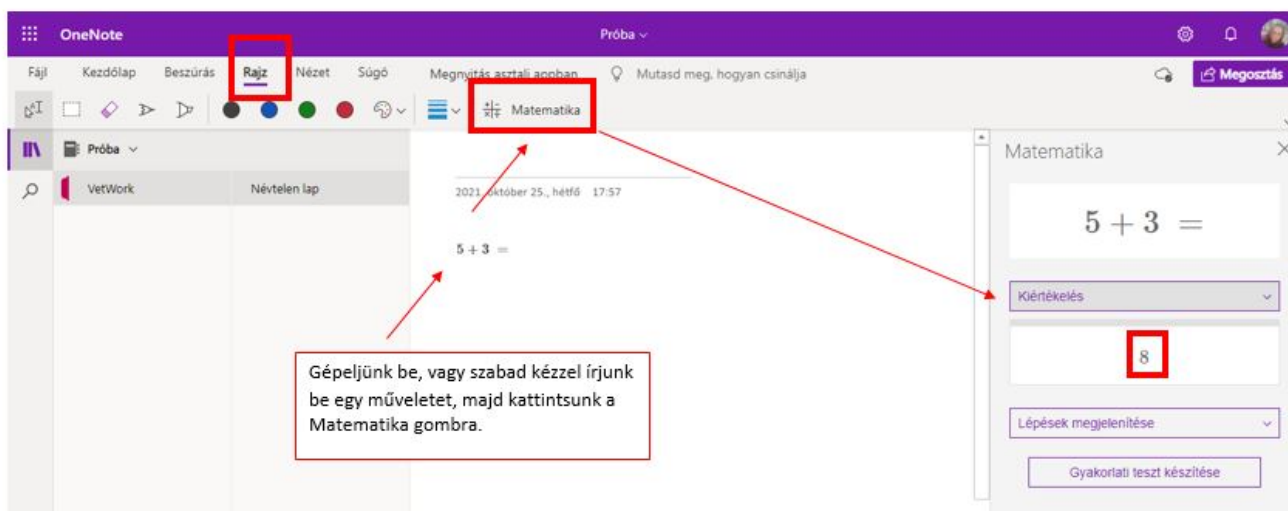 OneNote
Próba
Fájl Kezdőlap Beszúrás Rajz Nézet Súgó Megnyitás asztali appban Mutasd meg, hogyan csinálja Megosztás
Matematika
Próba
VetWork Névtelen lap
2021. október 25., hétfő 17:57
5 + 3 =
Gépeljünk be, vagy szabad kézzel írjunk
be egy műveletet, majd kattintsunk a
Matematika gombra.
Matematika
5 + 3 =
Kiértékelés
8
Lépések megjelenítése
Gyakorlati teszt készítése